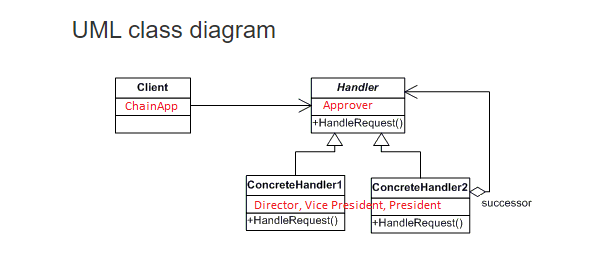 UML class diagram
Client
ChainApp
Handler
Approver
+HandleRequest()
ConcreteHandler1
Director, Vice President, President
+HandleRequest()
ConcreteHandler2
+HandleRequest()
successor